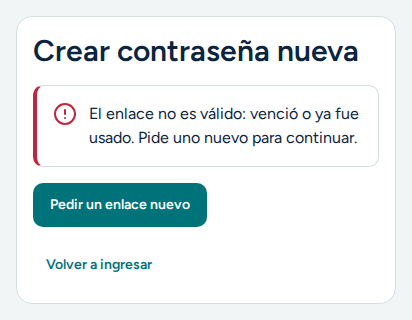 Crear contraseña nueva
El enlace no es válido: venció o ya fue
usado. Pide uno nuevo para continuar.
Pedir un enlace nuevo
Volver a ingresar